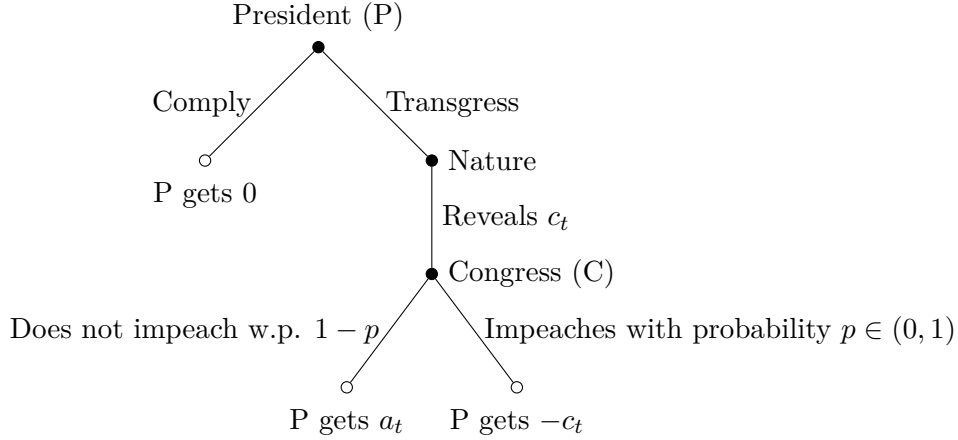 President (P)
Comply
Transgress
P gets 0
Nature
Reveals $c_t$
Congress (C)
Does not impeach w.p. $1 - p$
Impeaches with probability $p \in (0, 1)$
P gets $a_t$
P gets $-c_t$